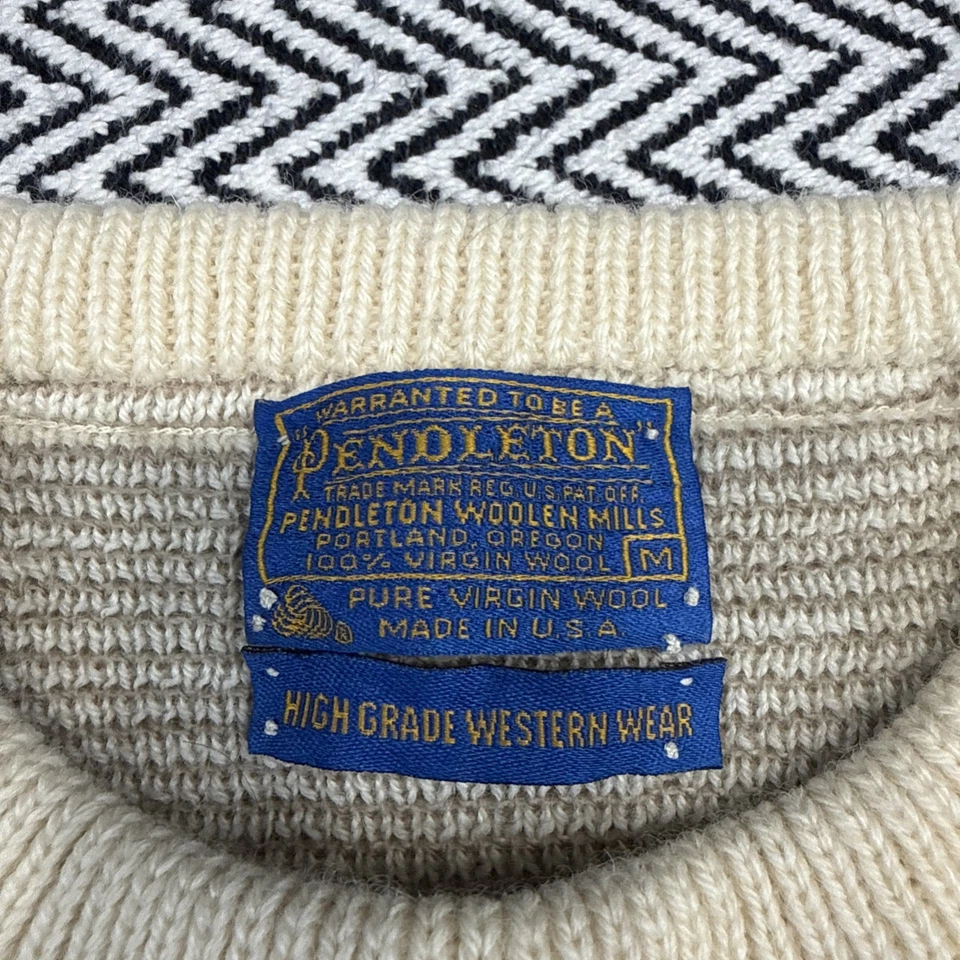 WARRANTED TO BE A
"PENDLETON"
TRADE MARK REG. U.S. PAT. OFF.
PENDLETON WOOLEN MILLS
PORTLAND, OREGON
100% VIRGIN WOOL M
PURE VIRGIN WOOL
® MADE IN U.S.A.
HIGH GRADE WESTERN WEAR